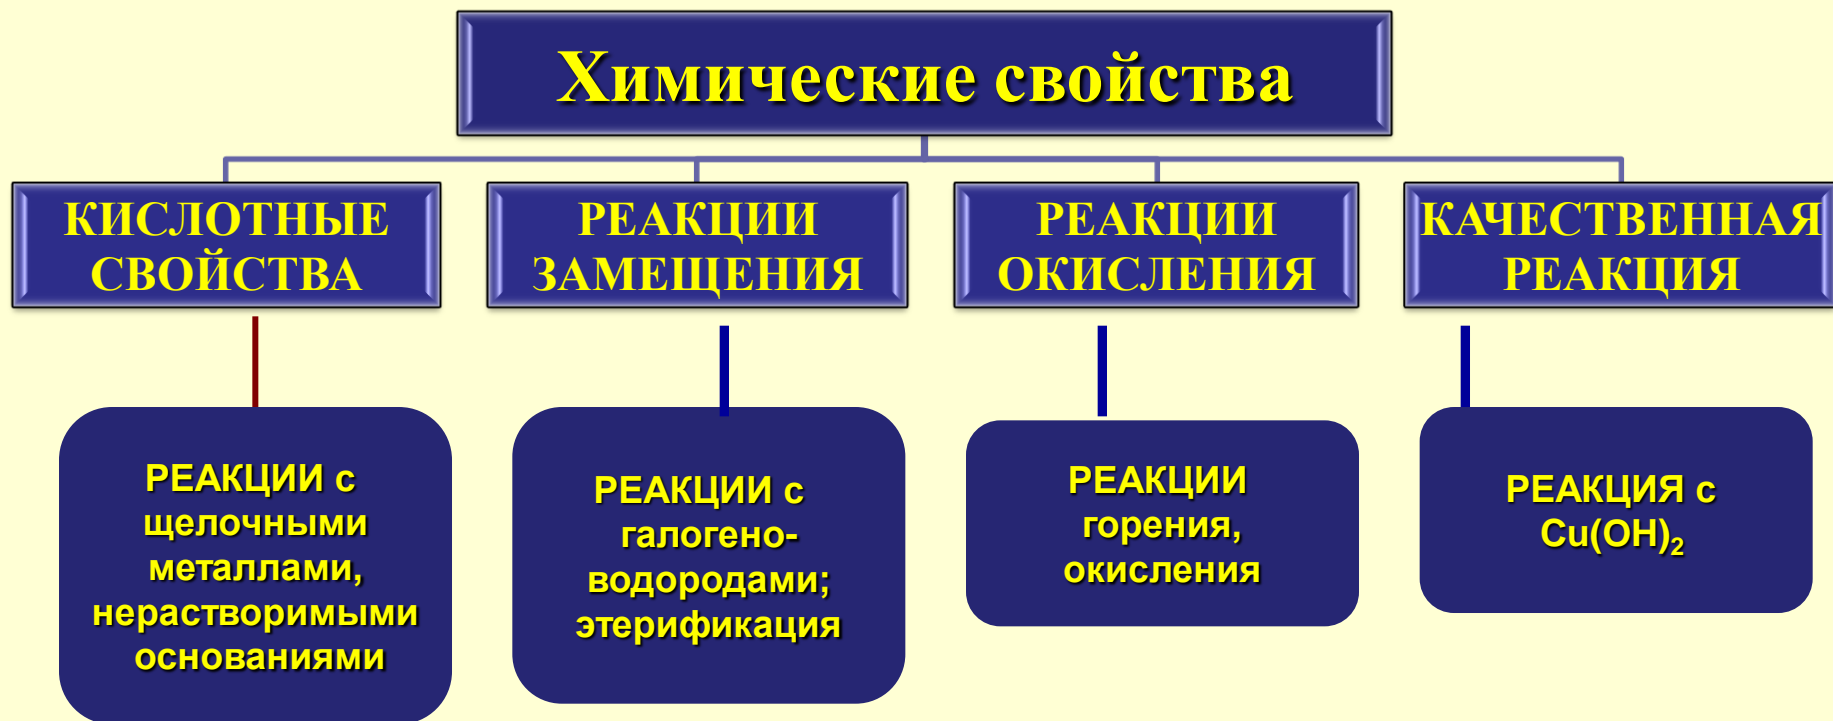 Химические свойства
КИСЛОТНЫЕ
СВОЙСТВА
РЕАКЦИИ
ЗАМЕЩЕНИЯ
РЕАКЦИИ
ОКИСЛЕНИЯ
КАЧЕСТВЕННАЯ
РЕАКЦИЯ
РЕАКЦИИ с
щелочными
металлами,
нерастворимыми
основаниями
РЕАКЦИИ с
галогено-
водородами;
этерификация
РЕАКЦИИ
горения,
окисления
РЕАКЦИЯ с
Cu(OH)₂